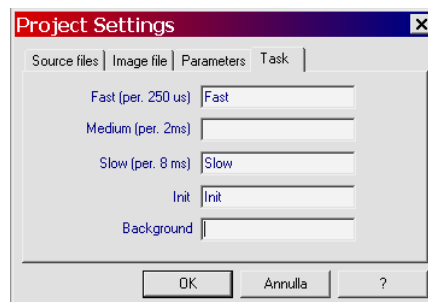 Project Settings
Source files Image file Parameters Task
Fast (per. 250 us) Fast
Medium (per. 2ms)
Slow (per. 8 ms) Slow
Init Init
Background
OK Annulla ?